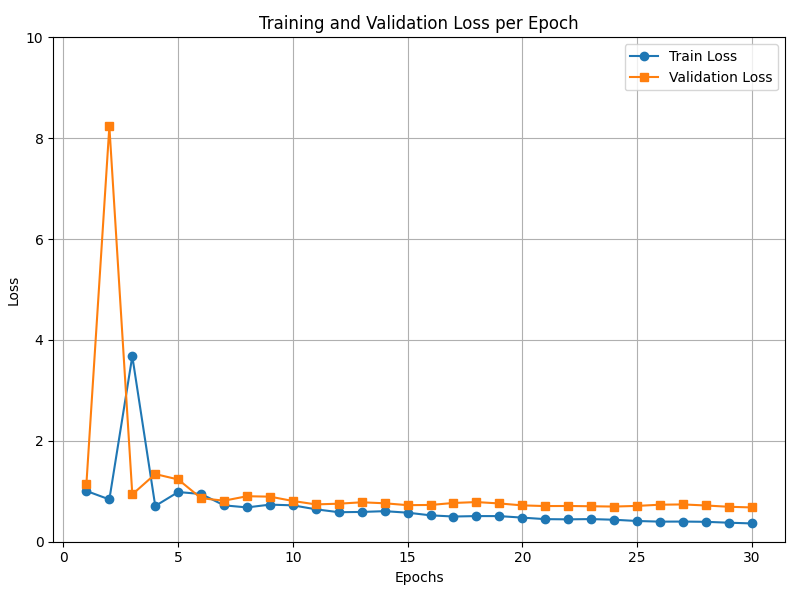 Training and Validation Loss per Epoch
Train Loss
Validation Loss
10
8
6
4
2
0
Loss
0 5 10 15 20 25 30
Epochs